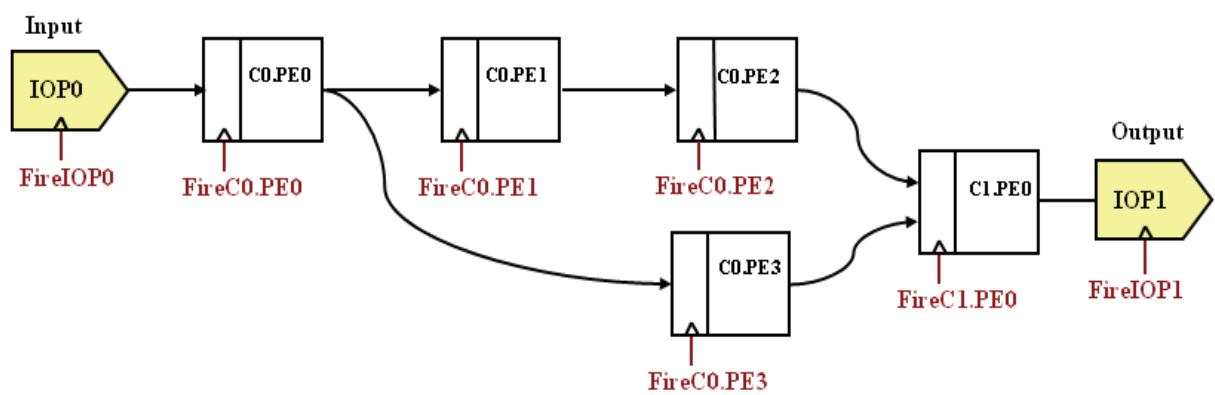 Input
IOP0
FireIOP0
C0.PE0
FireC0.PE0
C0.PE1
FireC0.PE1
C0.PE2
FireC0.PE2
C0.PE3
FireC0.PE3
C1.PE0
FireC1.PE0
Output
IOP1
FireIOP1